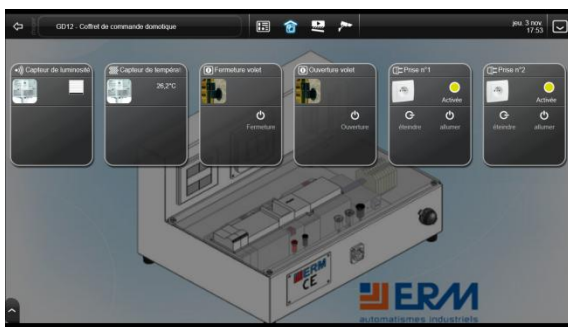 GD12 - Coffret de commande domotique
jeu. 3 nov.
17:53
Capteur de luminosité
Capteur de températ
26,2°C
Fermeture volet
Fermeture
Ouverture volet
Ouverture
Prise n°1
Activée
éteindre
allumer
Prise n°2
Activée
éteindre
allumer
ERM
CE
ERM
automatismes industriels